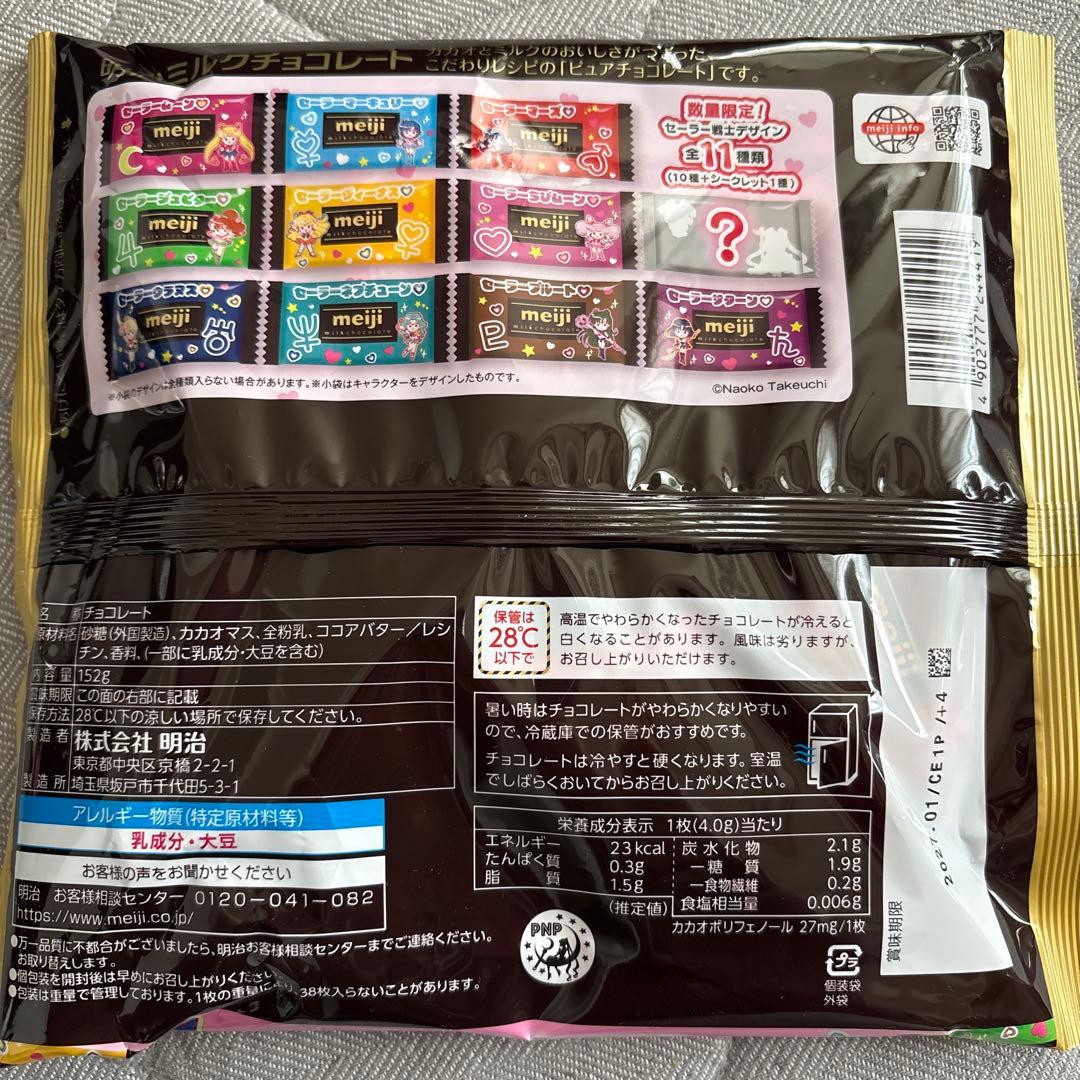 ミルクチョコレート
カカオとミルクのおいしさがつまった、
こだわりレシピの「ピュアチョコレート」です。
セーラームーン♡
meiji
milkchocolate
セーラーマーキュリー♡
meiji
milkchocolate
セーラーマーズ♡
meiji
milkchocolate
数量限定!
セーラー戦士デザイン
全11種類
(10種+シークレット1種)
meiji info
セーラージュピター♡
meiji
milkchocolate
セーラーヴィーナス♡
meiji
milkchocolate
セーラーちびムーン♡
meiji
milkchocolate
?
セーラーウラヌス♡
meiji
milkchocolate
セーラーネプチューン♡
meiji
milkchocolate
セーラープルート♡
meiji
milkchocolate
セーラーサターン♡
meiji
milkchocolate
※小袋のデザインは全種類入らない場合があります。※小袋はキャラクターをデザインしたものです。
©Naoko Takeuchi
4 902777 244419
名称 チョコレート
原材料名 砂糖(外国製造)、カカオマス、全粉乳、ココアバター/レシ
チン、香料、(一部に乳成分・大豆を含む)
内容量 152g
賞味期限 この面の右部に記載
保存方法 28℃以下の涼しい場所で保存してください。
製造者 株式会社 明治
東京都中央区京橋2-2-1
製造所 埼玉県坂戸市千代田5-3-1
アレルギー物質(特定原材料等)
乳成分・大豆
お客様の声をお聞かせください
明治 お客様相談センター 0120-041-082
https://www.meiji.co.jp/
●万一品質に不都合がございましたら、明治お客様相談センターまでご連絡ください。
お取り替えします。
●個包装を開封後は早めにお召し上がりください。
●包装は重量で管理しております。1枚の重量により、38枚入らないことがあります。
保管は
28℃
以下で
高温でやわらかくなったチョコレートが冷えると
白くなることがあります。風味は劣りますが、
お召し上がりいただけます。
暑い時はチョコレートがやわらかくなりやすい
ので、冷蔵庫での保管がおすすめです。
チョコレートは冷やすと硬くなります。室温
でしばらくおいてからお召し上がりください。
栄養成分表示 1枚(4.0g)当たり
エネルギー 23kcal
たんぱく質 0.3g
脂質 1.5g
(推定値)
炭水化物 2.1g
―糖質 1.9g
―食物繊維 0.2g
食塩相当量 0.006g
カカオポリフェノール 27mg/1枚
PNP
プラ
個装袋
外袋
賞味期限
2027.01/CE1P /+4
meiji